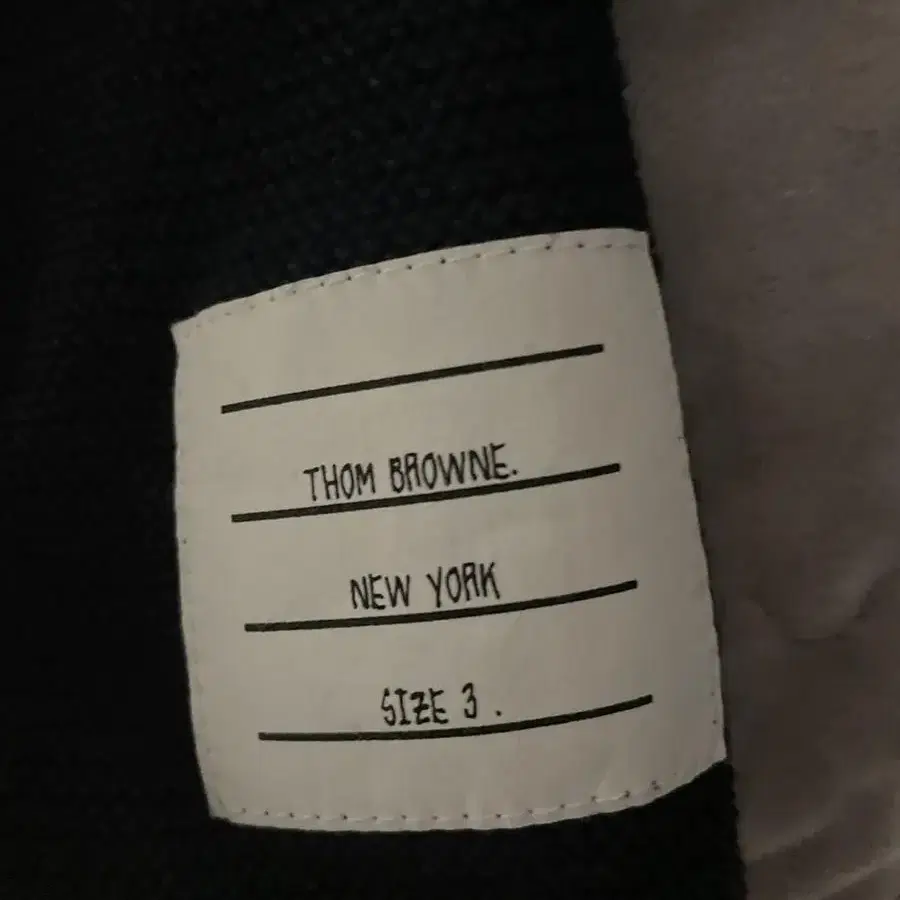 THOM BROWNE.
NEW YORK
SIZE 3 .